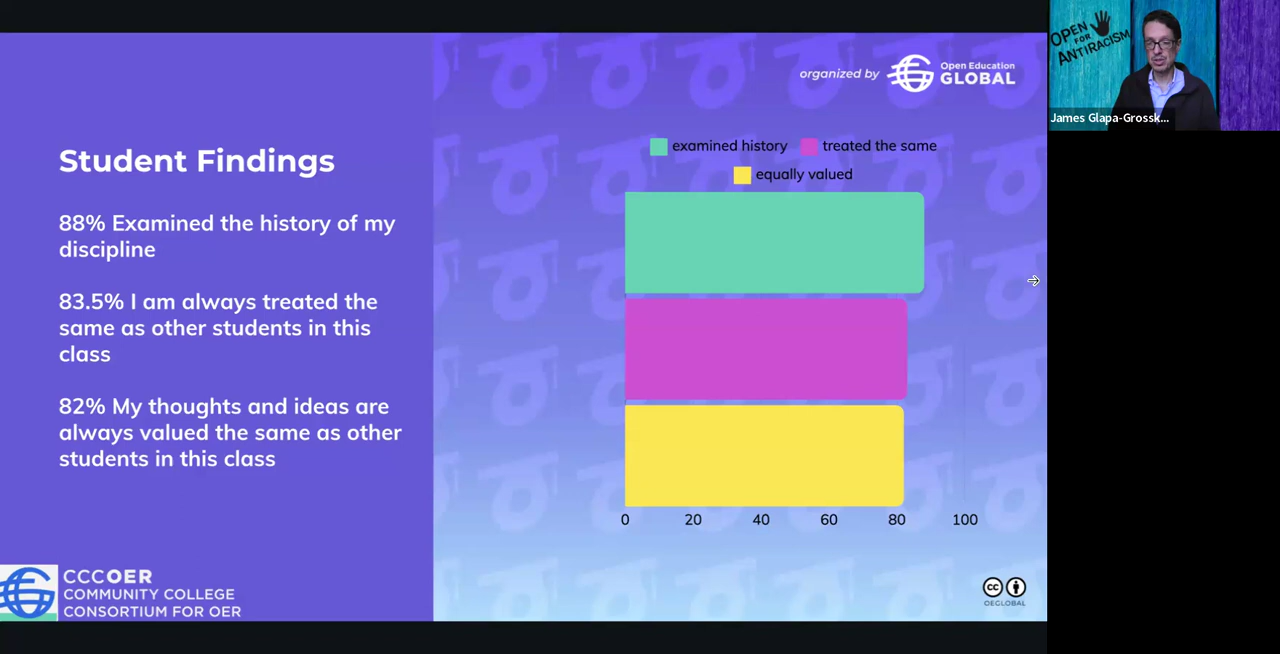 organized by
Open Education
GLOBAL
OPEN
FOR
ANTIRACISM
James Glapa-Grossk...
Student Findings
88% Examined the history of my
discipline
83.5% I am always treated the
same as other students in this
class
82% My thoughts and ideas are
always valued the same as other
students in this class
examined history treated the same
equally valued
0 20 40 60 80 100
CCCOER
COMMUNITY COLLEGE
CONSORTIUM FOR OER
cc
OEGLOBAL